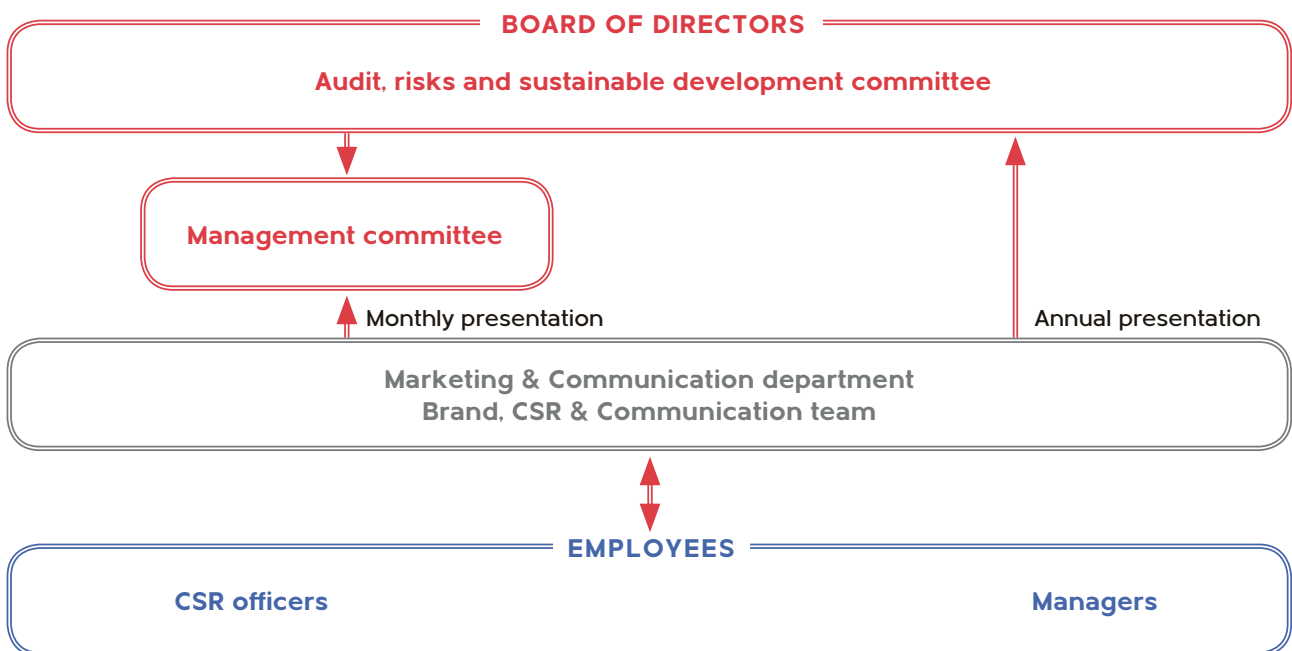 BOARD OF DIRECTORS
Audit, risks and sustainable development committee
Management committee
Monthly presentation
Annual presentation
Marketing & Communication department
Brand, CSR & Communication team
EMPLOYEES
CSR officers
Managers